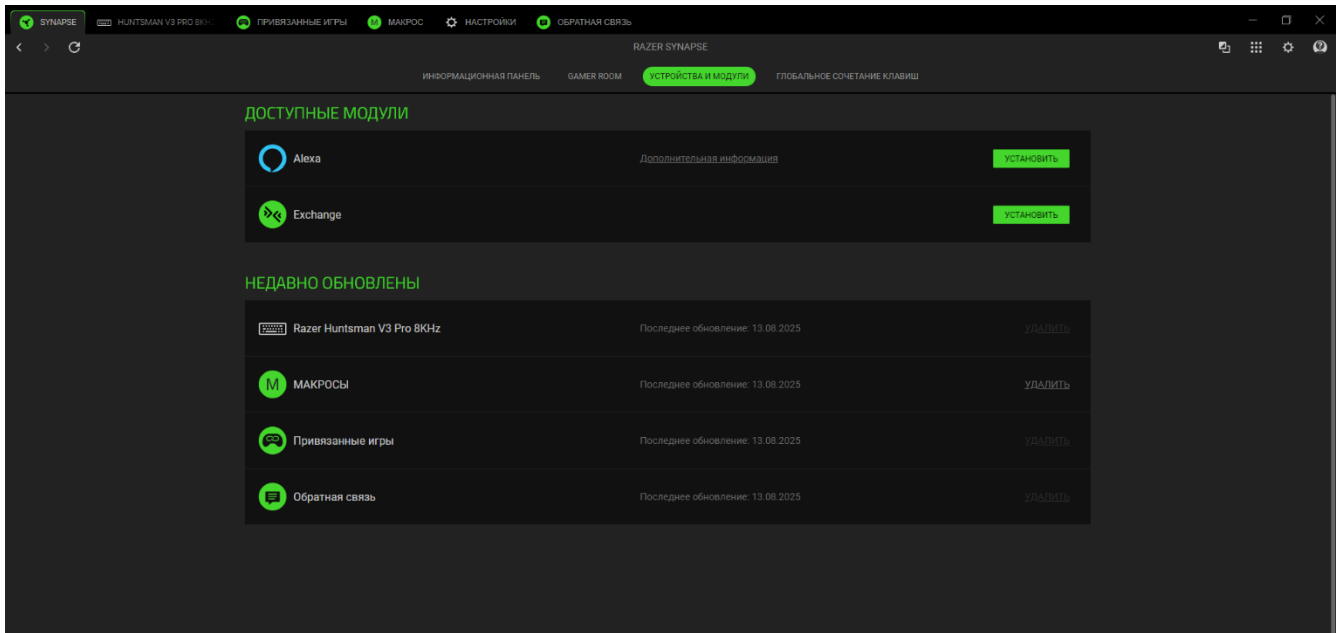 SYNAPSE HUNTSMAN V3 PRO 8KH ПРИВЯЗАННЫЕ ИГРЫ M МАКРОС НАСТРОЙКИ ОБРАТНАЯ СВЯЗЬ
RAZER SYNAPSE
ИНФОРМАЦИОННАЯ ПАНЕЛЬ GAMER ROOM УСТРОЙСТВА И МОДУЛИ ГЛОБАЛЬНОЕ СОЧЕТАНИЕ КЛАВИШ
ДОСТУПНЫЕ МОДУЛИ
Alexa Дополнительная информация УСТАНОВИТЬ
Exchange УСТАНОВИТЬ
НЕДАВНО ОБНОВЛЕНЫ
Razer Huntsman V3 Pro 8KHz Последнее обновление: 13.08.2025 УДАЛИТЬ
M МАКРОСЫ Последнее обновление: 13.08.2025 УДАЛИТЬ
Привязанные игры Последнее обновление: 13.08.2025 УДАЛИТЬ
Обратная связь Последнее обновление: 13.08.2025 УДАЛИТЬ